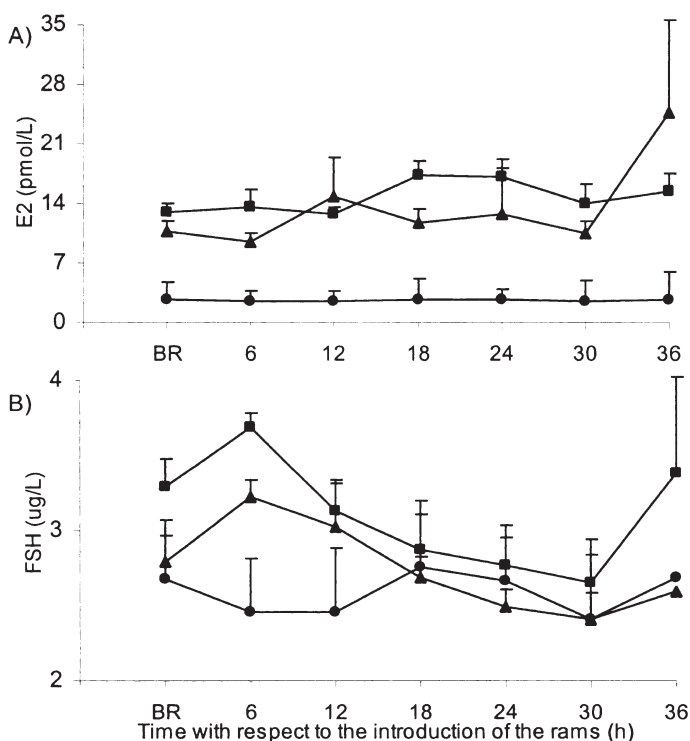 A)
35
28
21
14
7
0
E2 (pmol/L)
BR 6 12 18 24 30 36
B)
4
3
2
FSH (ug/L)
BR 6 12 18 24 30 36
Time with respect to the introduction of the rams (h)